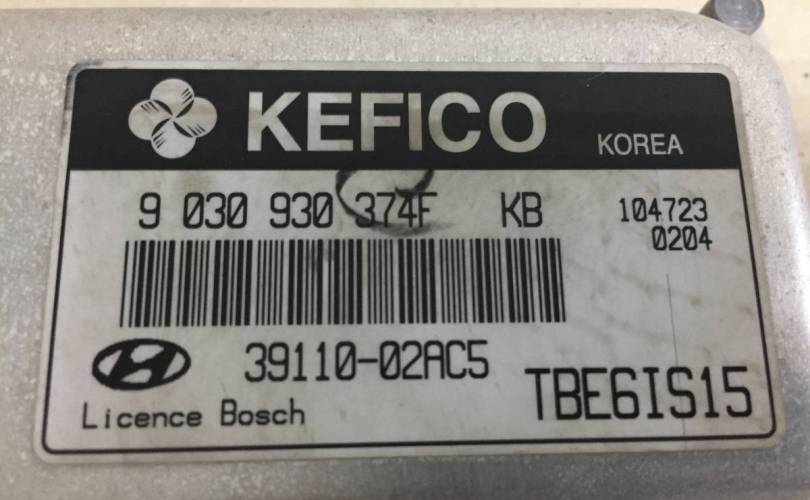 KEFICO KOREA
9 030 930 374F KB 104723
0204
39110-02AC5
TBE6IS15
Licence Bosch